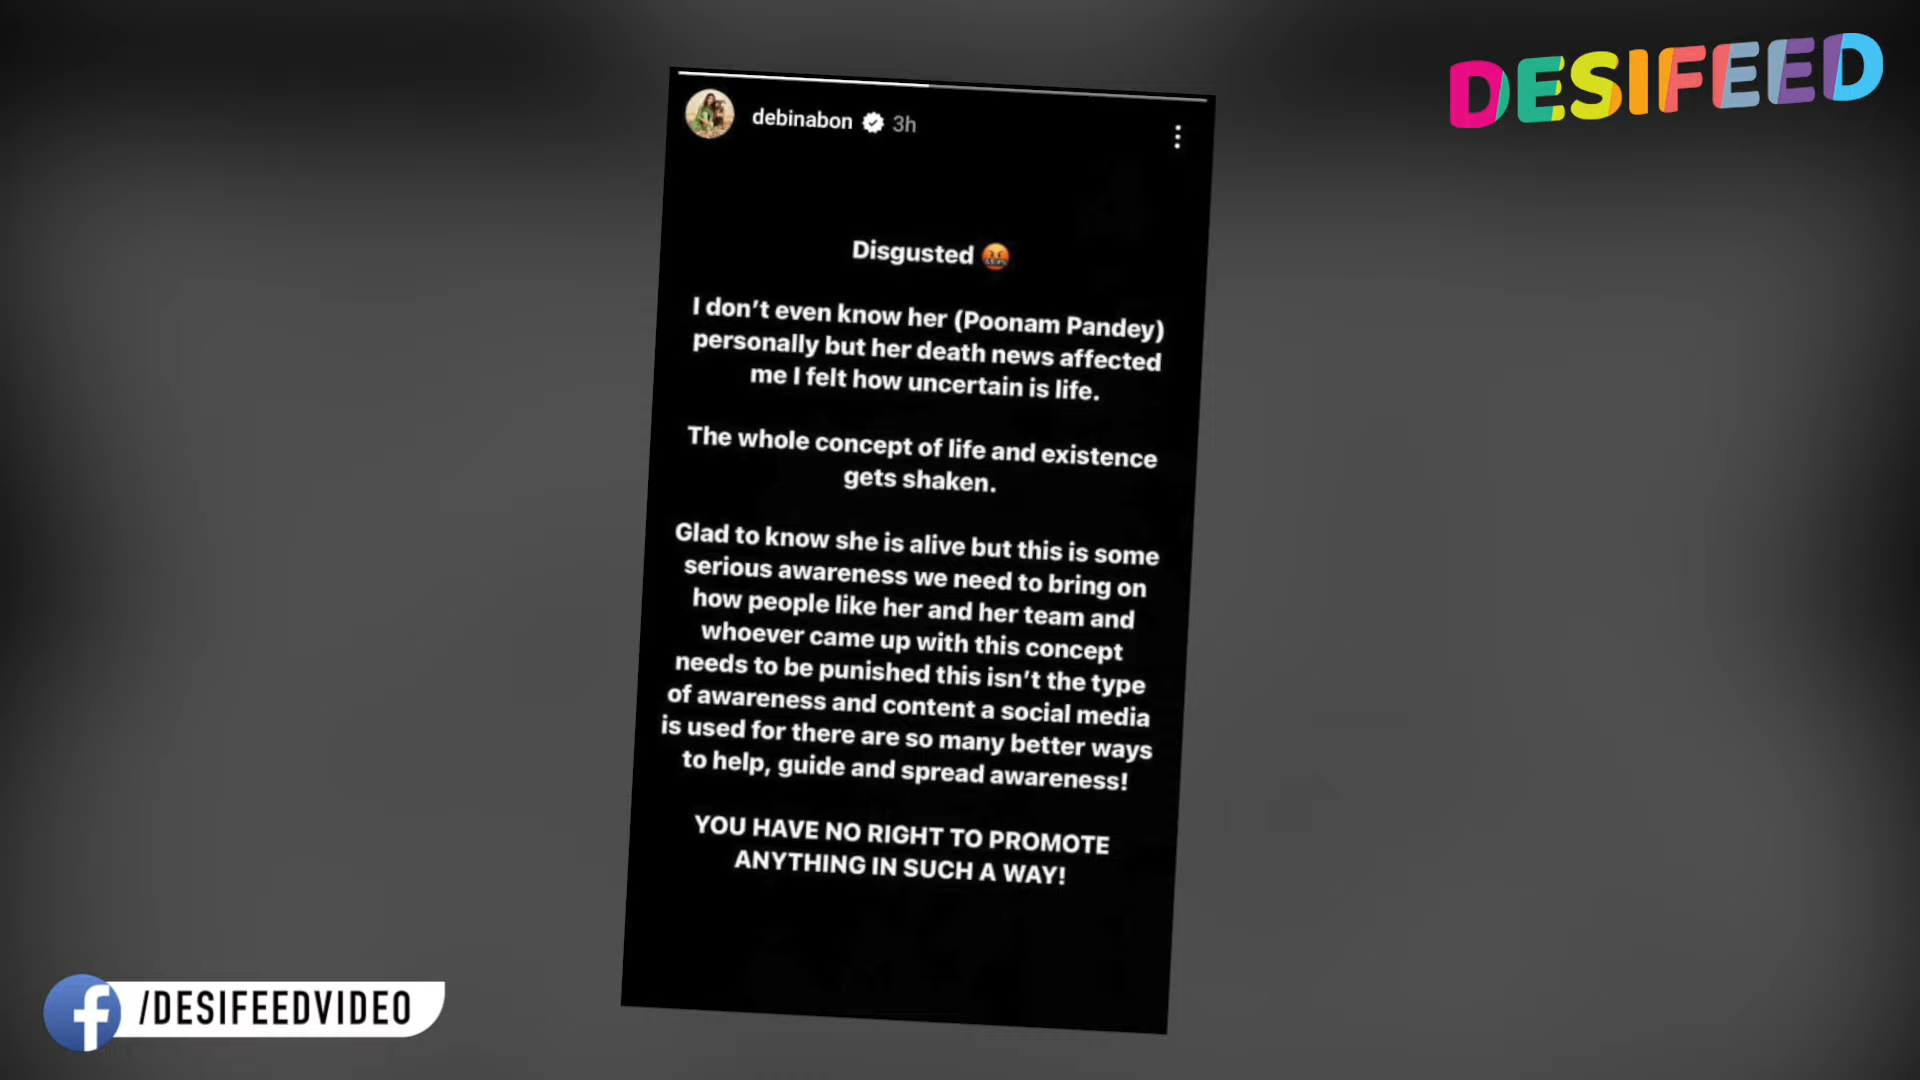 DESIFEED
debinabon 3h
Disgusted 🤬
I don't even know her (Poonam Pandey)
personally but her death news affected
me I felt how uncertain is life.
The whole concept of life and existence
gets shaken.
Glad to know she is alive but this is some
serious awareness we need to bring on
how people like her and her team and
whoever came up with this concept
needs to be punished this isn't the type
of awareness and content a social media
is used for there are so many better ways
to help, guide and spread awareness!
YOU HAVE NO RIGHT TO PROMOTE
ANYTHING IN SUCH A WAY!
f /DESIFEEDVIDEO